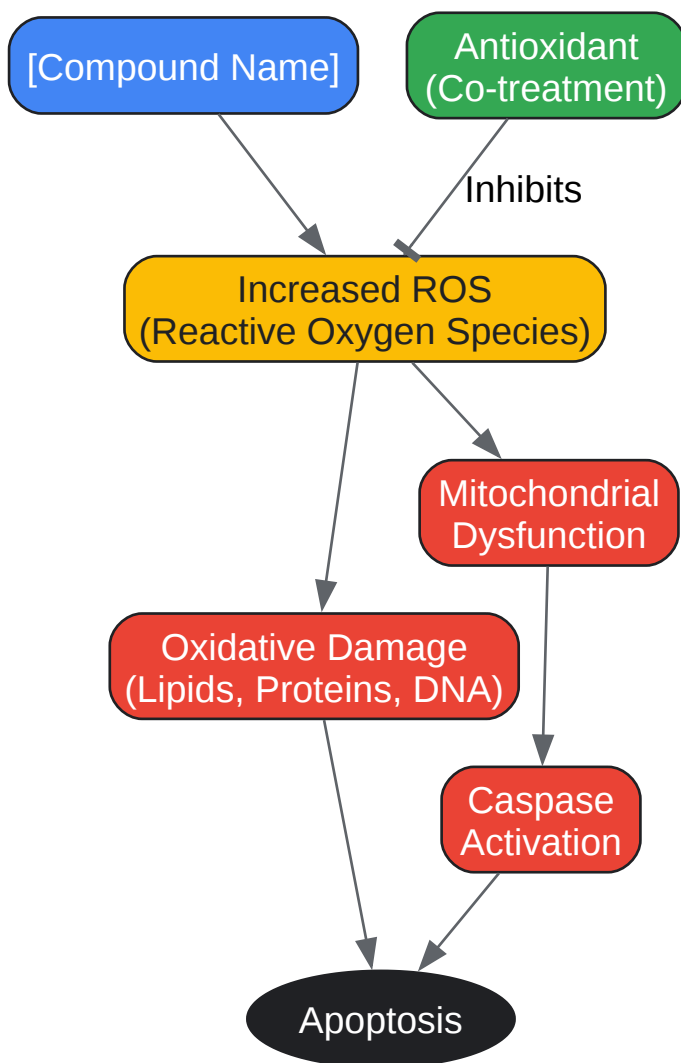 [Compound Name]
Antioxidant
(Co-treatment)
Inhibits
Increased ROS
(Reactive Oxygen Species)
Mitochondrial
Dysfunction
Oxidative Damage
(Lipids, Proteins, DNA)
Caspase
Activation
Apoptosis